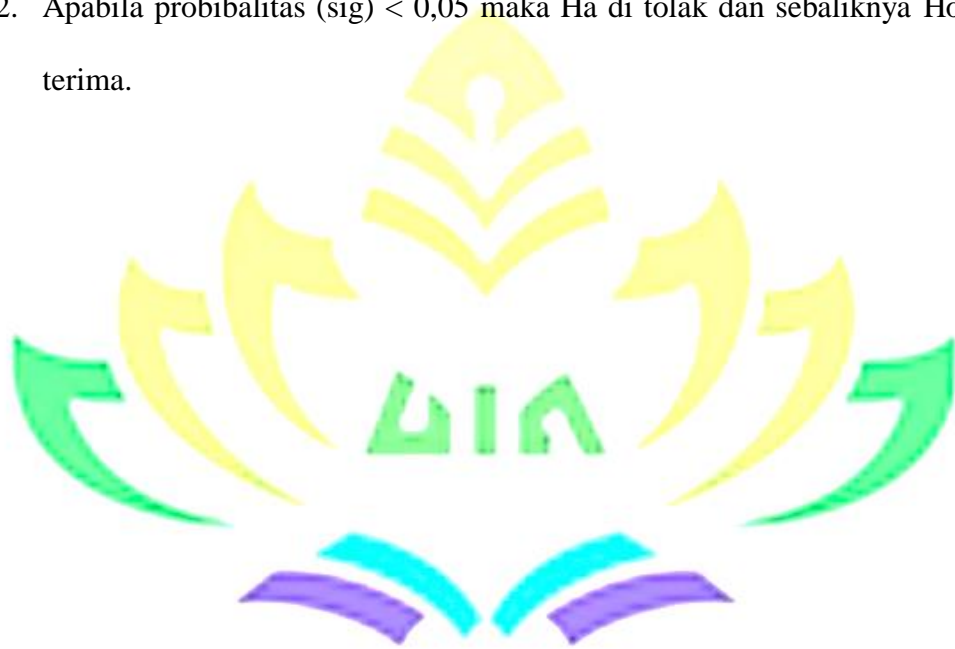 2. Apabila probibalitas (sig) < 0,05 maka Ha di tolak dan sebaliknya Ho
terima.
UIN